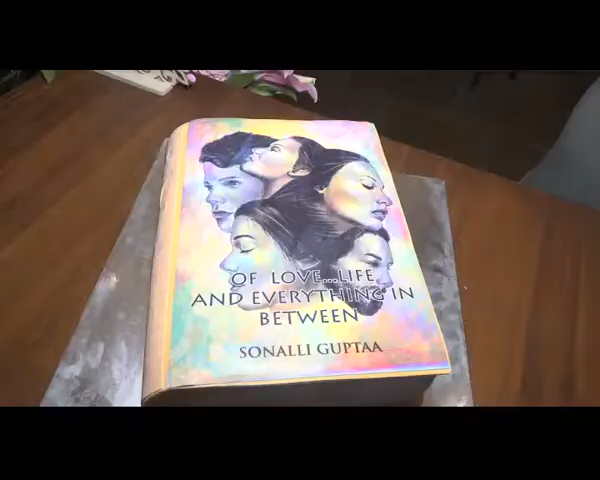 OF LOVE...LIFE
AND EVERYTHING IN
BETWEEN
SONALLI GUPTAA